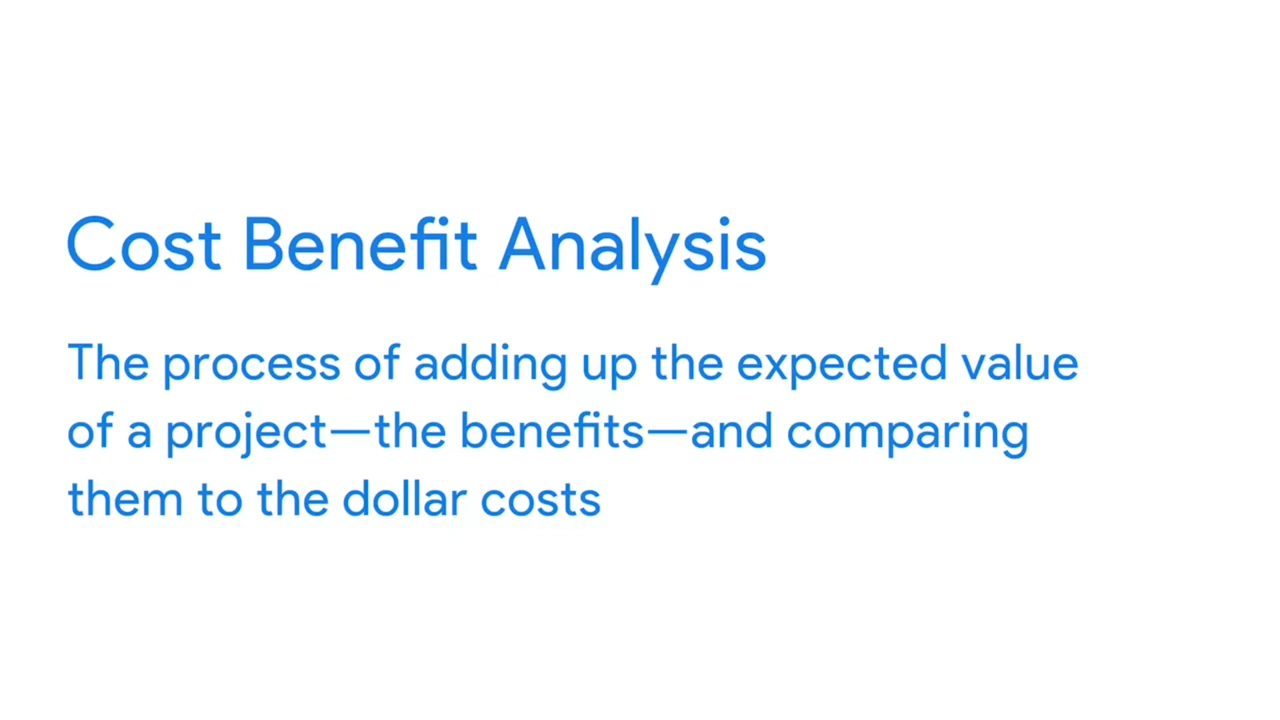 Cost Benefit Analysis
The process of adding up the expected value
of a project—the benefits—and comparing
them to the dollar costs